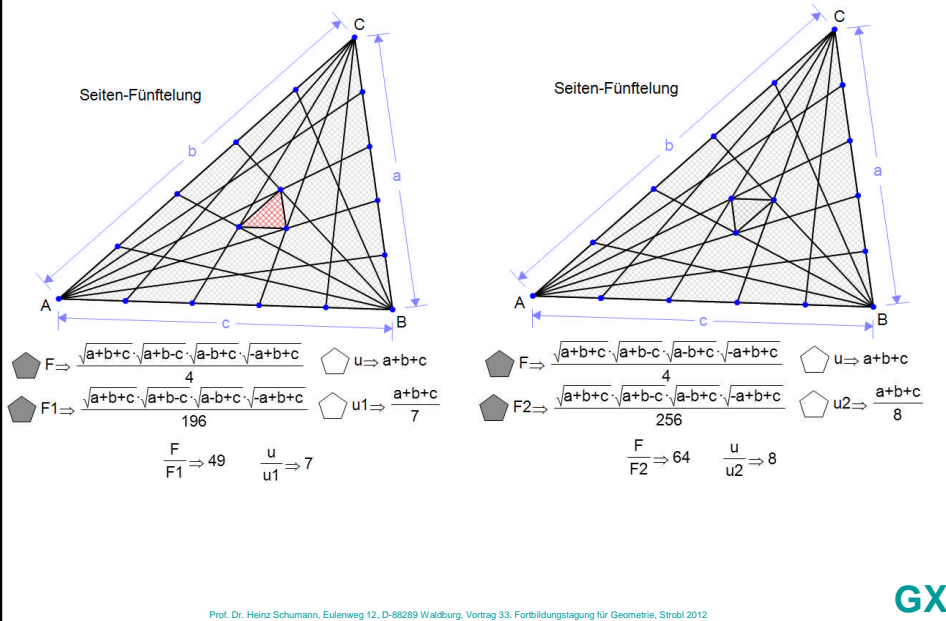 C
Seiten-Fünftelung
b
a
A
c
B
F⇒ √a+b+c·√a+b-c·√a-b+c·√-a+b+c / 4
u⇒ a+b+c
F1⇒ √a+b+c·√a+b-c·√a-b+c·√-a+b+c / 196
u1⇒ a+b+c / 7
F/F1 ⇒ 49
u/u1 ⇒ 7
C
Seiten-Fünftelung
b
a
A
c
B
F⇒ √a+b+c·√a+b-c·√a-b+c·√-a+b+c / 4
u⇒ a+b+c
F2⇒ √a+b+c·√a+b-c·√a-b+c·√-a+b+c / 256
u2⇒ a+b+c / 8
F/F2 ⇒ 64
u/u2 ⇒ 8
GX
Prof. Dr. Heinz Schumann, Eulenweg 12, D-88289 Waldburg, Vortrag 33. Fortbildungstagung für Geometrie, Strobl 2012